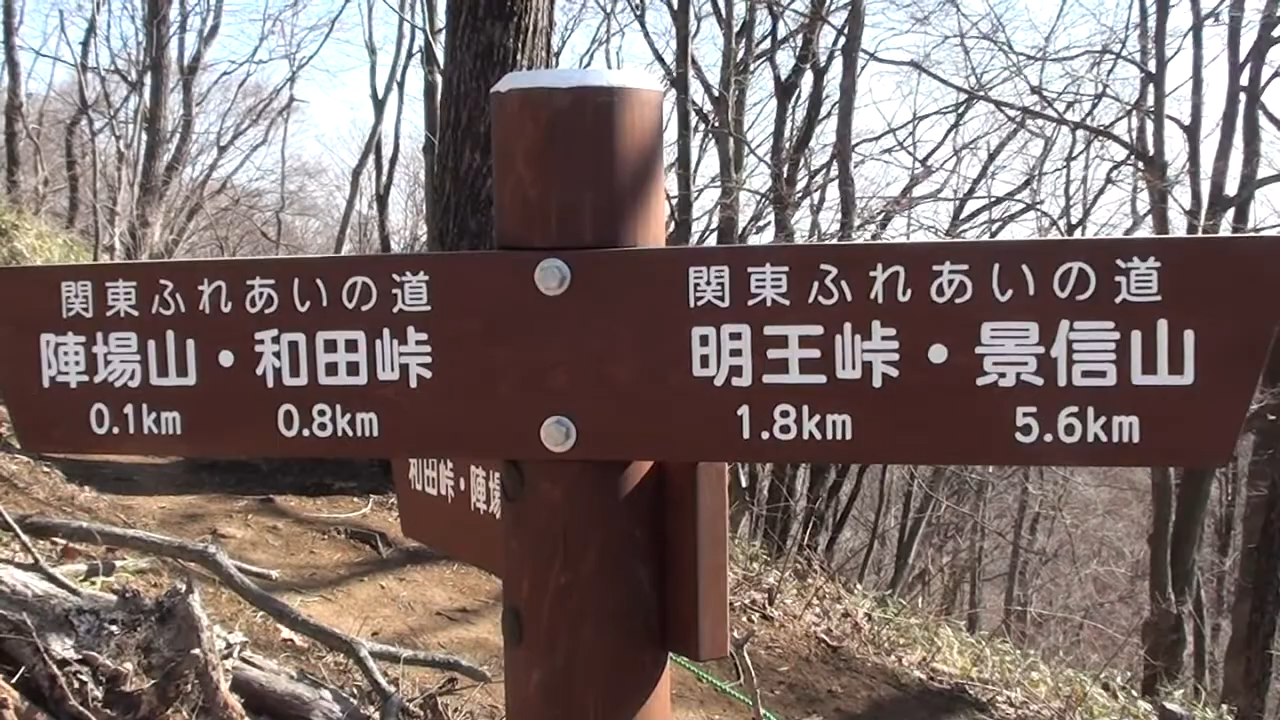 関東ふれあいの道
陣場山・和田峠
0.1km 0.8km
関東ふれあいの道
明王峠・景信山
1.8km 5.6km
和田峠・陣場